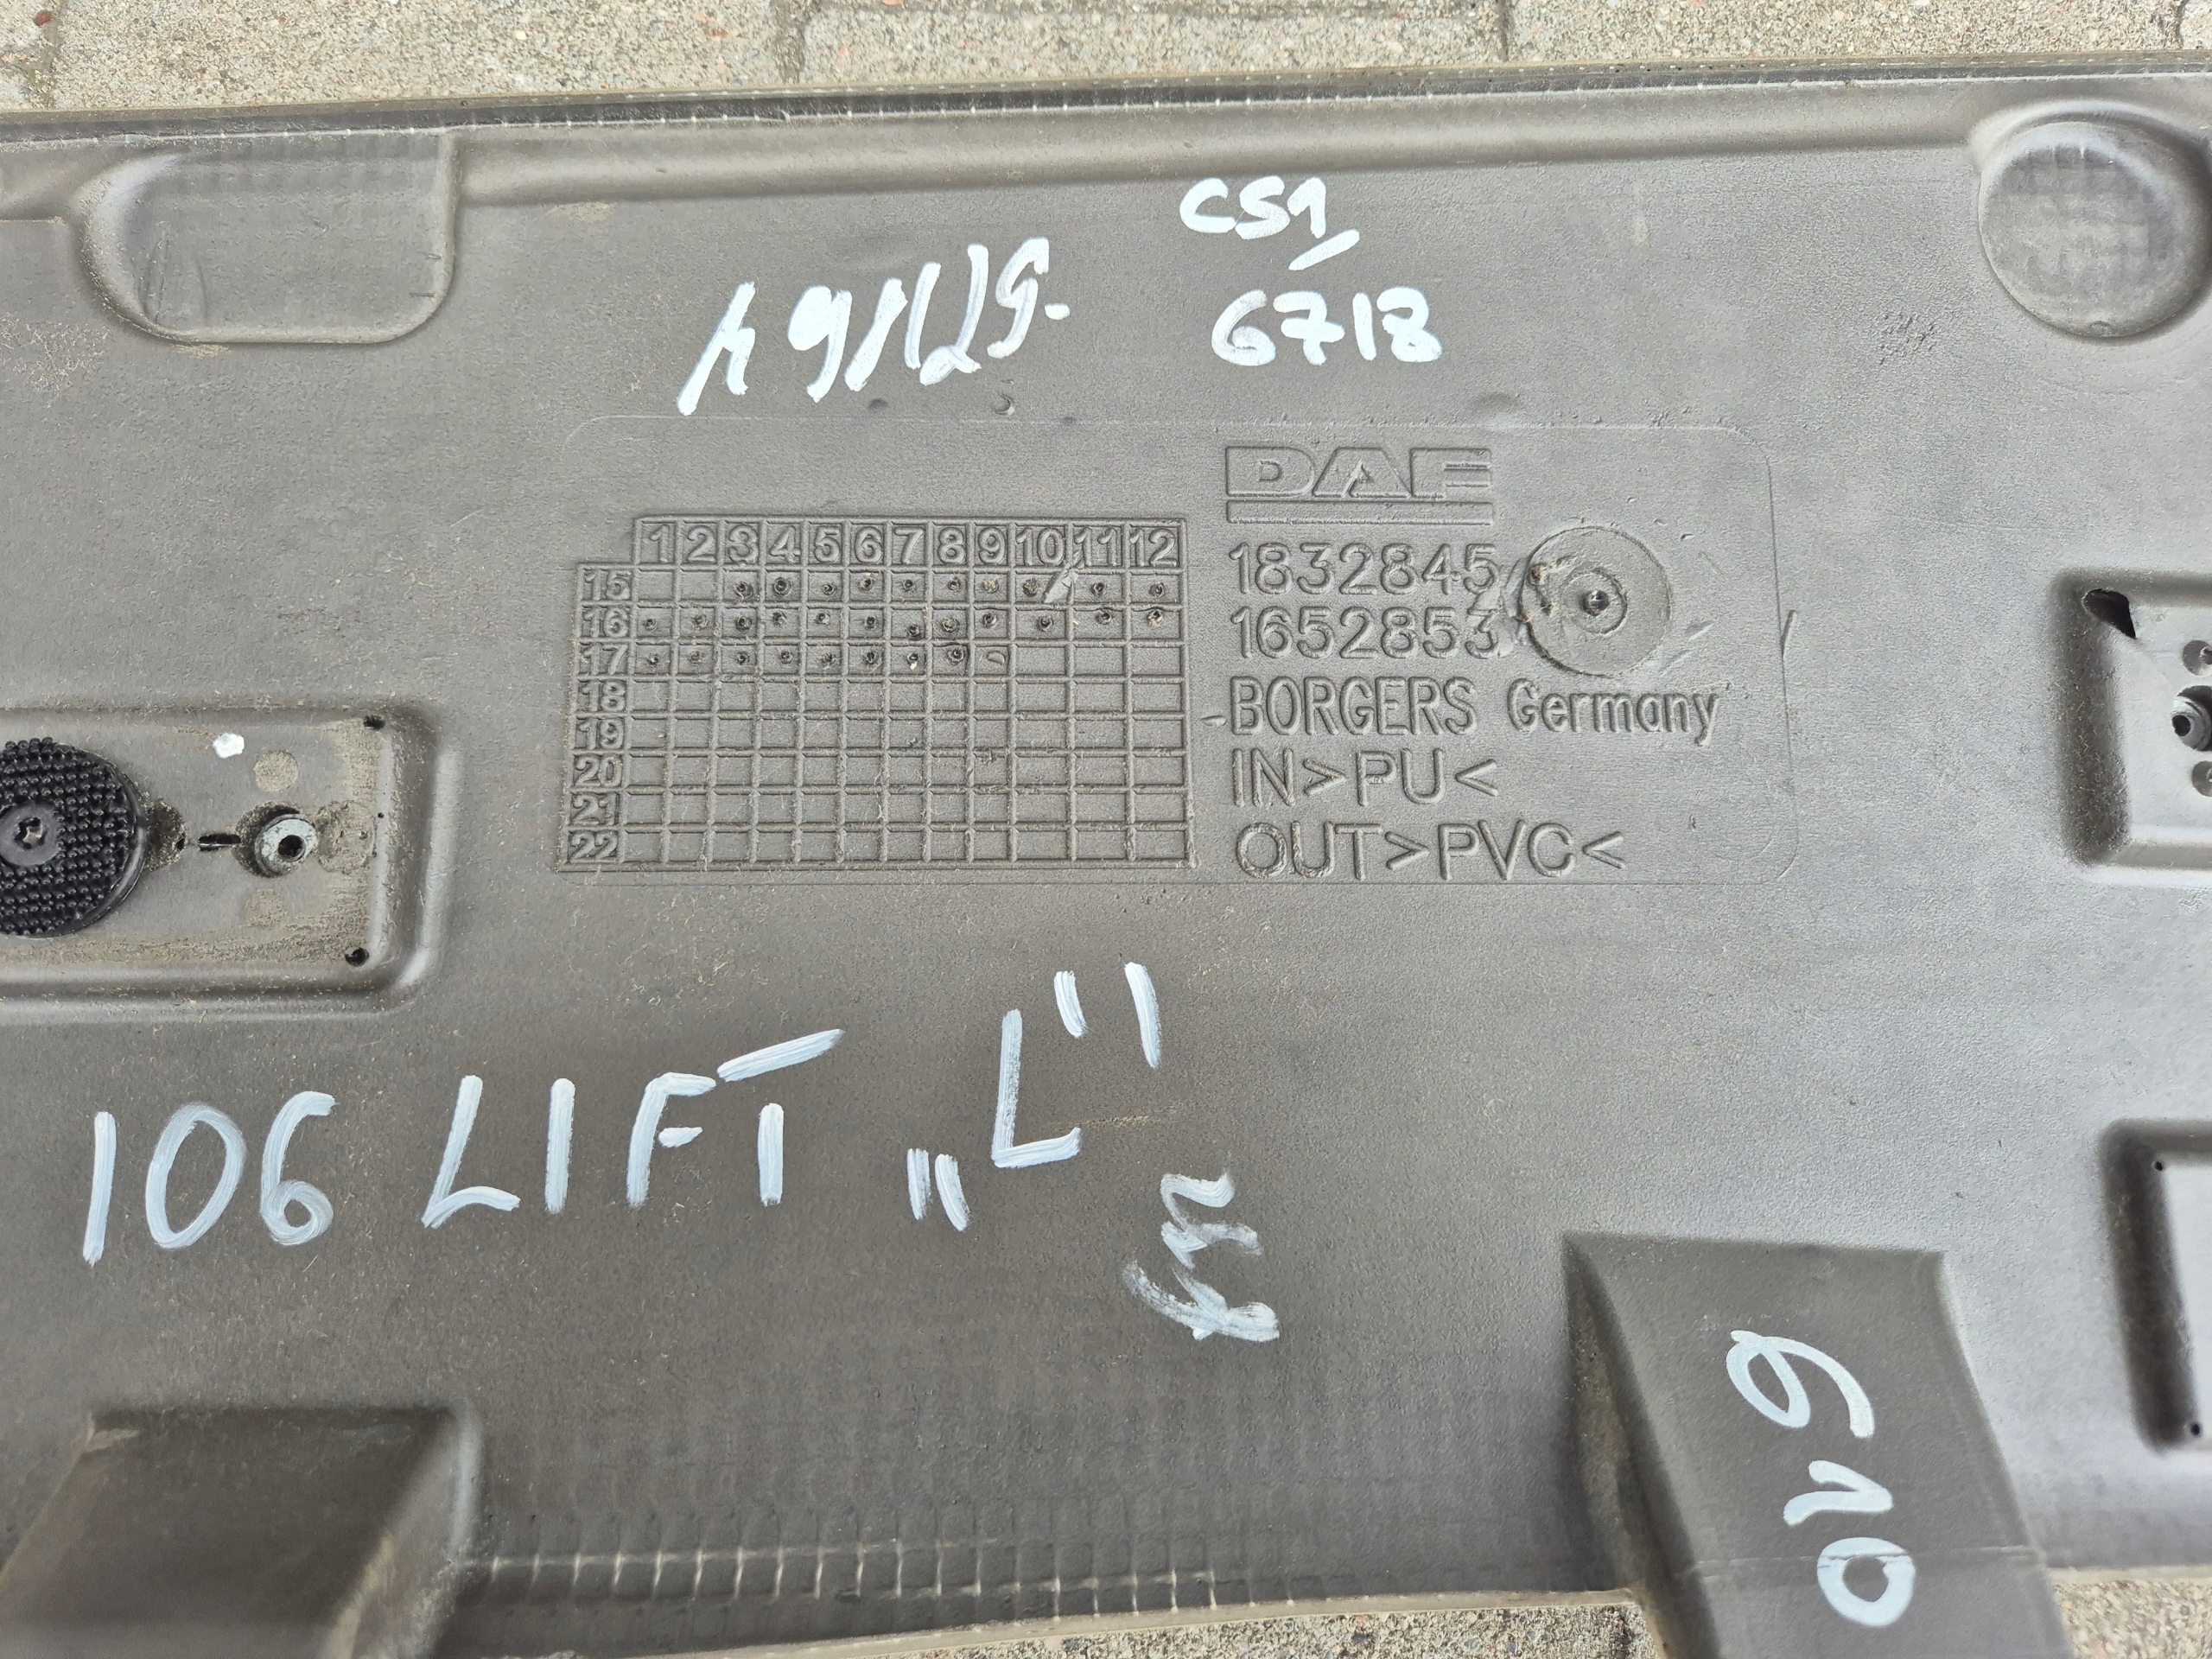 CS1/
6718
DAF
1 2 3 4 5 6 7 8 9 10 11 12
15
16
17
18
19
20
21
22
1832845
1652853
BORGERS Germany
IN>PU<
OUT>PVC<
106 LIFT „L"
610